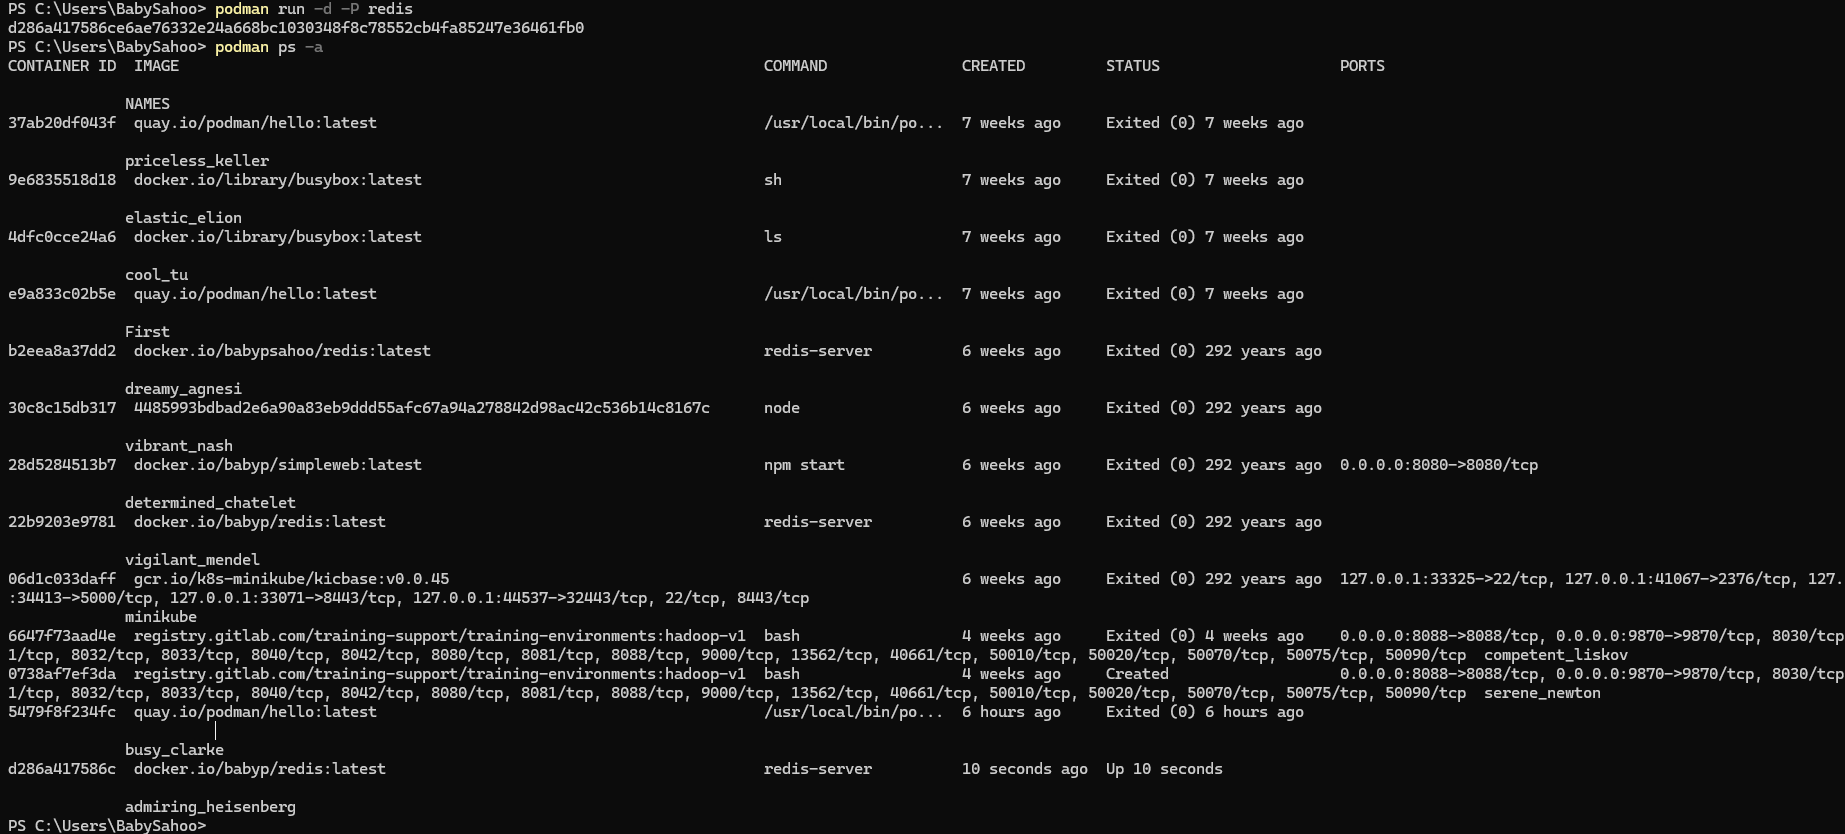 PS C:\Users\BabySahoo> podman run -d -P redis
d286a417586ce6ae76332e24a668bc1030348f8c78552cb4fa85247e36461fb0
PS C:\Users\BabySahoo> podman ps -a
CONTAINER ID  IMAGE  COMMAND  CREATED  STATUS  PORTS
NAMES
37ab20df043f  quay.io/podman/hello:latest  /usr/local/bin/po...  7 weeks ago  Exited (0) 7 weeks ago
priceless_keller
9e6835518d18  docker.io/library/busybox:latest  sh  7 weeks ago  Exited (0) 7 weeks ago
elastic_elion
4dfc0cce24a6  docker.io/library/busybox:latest  ls  7 weeks ago  Exited (0) 7 weeks ago
cool_tu
e9a833c02b5e  quay.io/podman/hello:latest  /usr/local/bin/po...  7 weeks ago  Exited (0) 7 weeks ago
First
b2eea8a37dd2  docker.io/babypsahoo/redis:latest  redis-server  6 weeks ago  Exited (0) 292 years ago
dreamy_agnesi
30c8c15db317  4485993bdbad2e6a90a83eb9ddd55afc67a94a278842d98ac42c536b14c8167c  node  6 weeks ago  Exited (0) 292 years ago
vibrant_nash
28d5284513b7  docker.io/babyp/simpleweb:latest  npm start  6 weeks ago  Exited (0) 292 years ago  0.0.0.0:8080->8080/tcp
determined_chatelet
22b9203e9781  docker.io/babyp/redis:latest  redis-server  6 weeks ago  Exited (0) 292 years ago
vigilant_mendel
06d1c033daff  gcr.io/k8s-minikube/kicbase:v0.0.45  6 weeks ago  Exited (0) 292 years ago  127.0.0.1:33325->22/tcp, 127.0.0.1:41067->2376/tcp, 127.
:34413->5000/tcp, 127.0.0.1:33071->8443/tcp, 127.0.0.1:44537->32443/tcp, 22/tcp, 8443/tcp
minikube
6647f73aad4e  registry.gitlab.com/training-support/training-environments:hadoop-v1  bash  4 weeks ago  Exited (0) 4 weeks ago  0.0.0.0:8088->8088/tcp, 0.0.0.0:9870->9870/tcp, 8030/tcp
1/tcp, 8032/tcp, 8033/tcp, 8040/tcp, 8042/tcp, 8080/tcp, 8081/tcp, 8088/tcp, 9000/tcp, 13562/tcp, 40661/tcp, 50010/tcp, 50020/tcp, 50070/tcp, 50075/tcp, 50090/tcp  competent_liskov
0738af7ef3da  registry.gitlab.com/training-support/training-environments:hadoop-v1  bash  4 weeks ago  Created  0.0.0.0:8088->8088/tcp, 0.0.0.0:9870->9870/tcp, 8030/tcp
1/tcp, 8032/tcp, 8033/tcp, 8040/tcp, 8042/tcp, 8080/tcp, 8081/tcp, 8088/tcp, 9000/tcp, 13562/tcp, 40661/tcp, 50010/tcp, 50020/tcp, 50070/tcp, 50075/tcp, 50090/tcp  serene_newton
5479f8f234fc  quay.io/podman/hello:latest  /usr/local/bin/po...  6 hours ago  Exited (0) 6 hours ago
busy_clarke
d286a417586c  docker.io/babyp/redis:latest  redis-server  10 seconds ago  Up 10 seconds
admiring_heisenberg
PS C:\Users\BabySahoo>